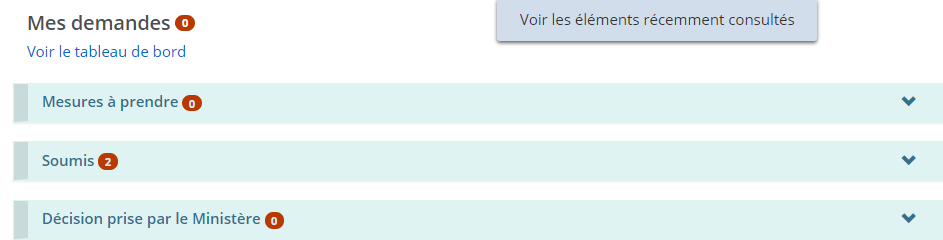 Mes demandes 0
Voir les éléments récemment consultés
Voir le tableau de bord
Mesures à prendre 0
Soumis 2
Décision prise par le Ministère 0